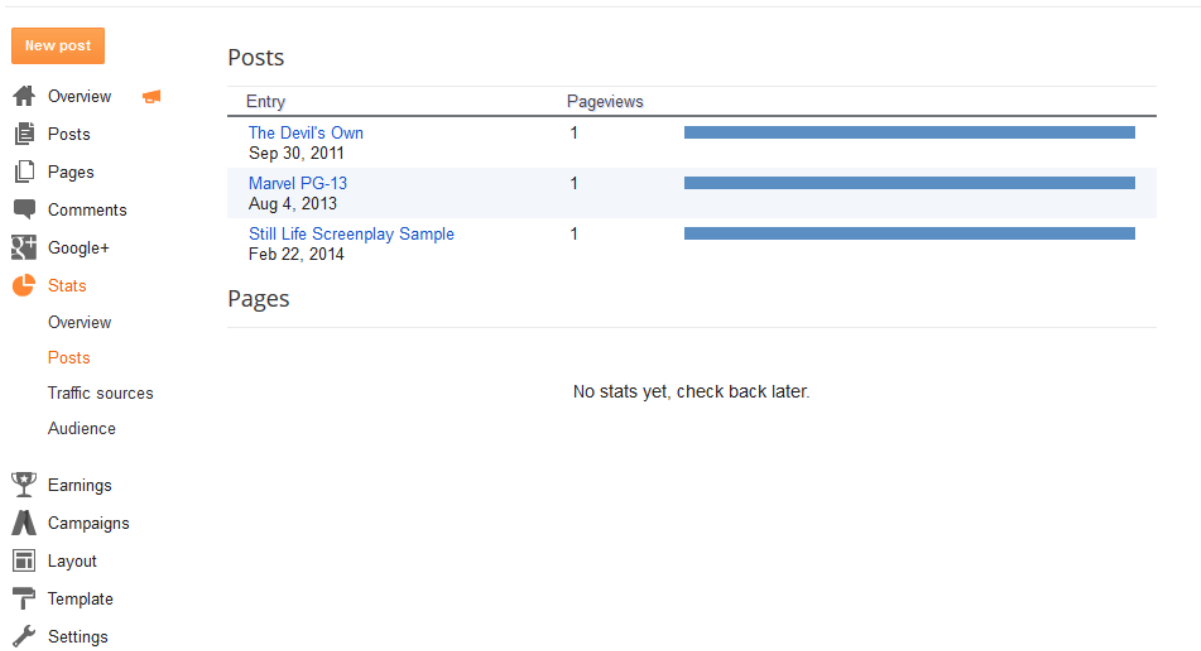 New post
Overview
Posts
Pages
Comments
Google+
Stats
Overview
Posts
Traffic sources
Audience
Earnings
Campaigns
Layout
Template
Settings
Posts
Entry Pageviews
The Devil's Own 1
Sep 30, 2011
Marvel PG-13 1
Aug 4, 2013
Still Life Screenplay Sample 1
Feb 22, 2014
Pages
No stats yet, check back later.